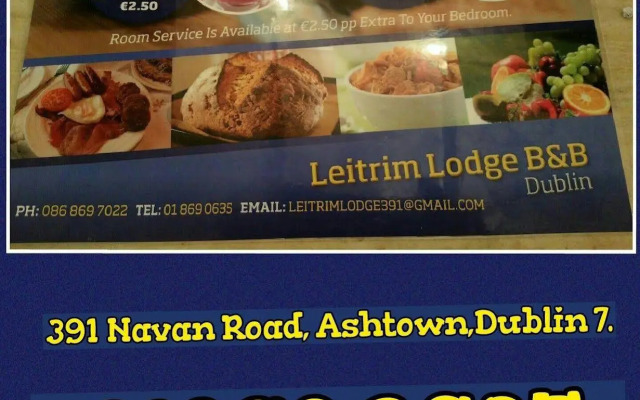 €2.50
Room Service Is Available at €2.50 pp Extra To Your Bedroom.
Leitrim Lodge B&B
Dublin
PH: 086 869 7022 TEL: 01 869 0635 EMAIL: LEITRIMLODGE391@GMAIL.COM
391 Navan Road, Ashtown,Dublin 7.